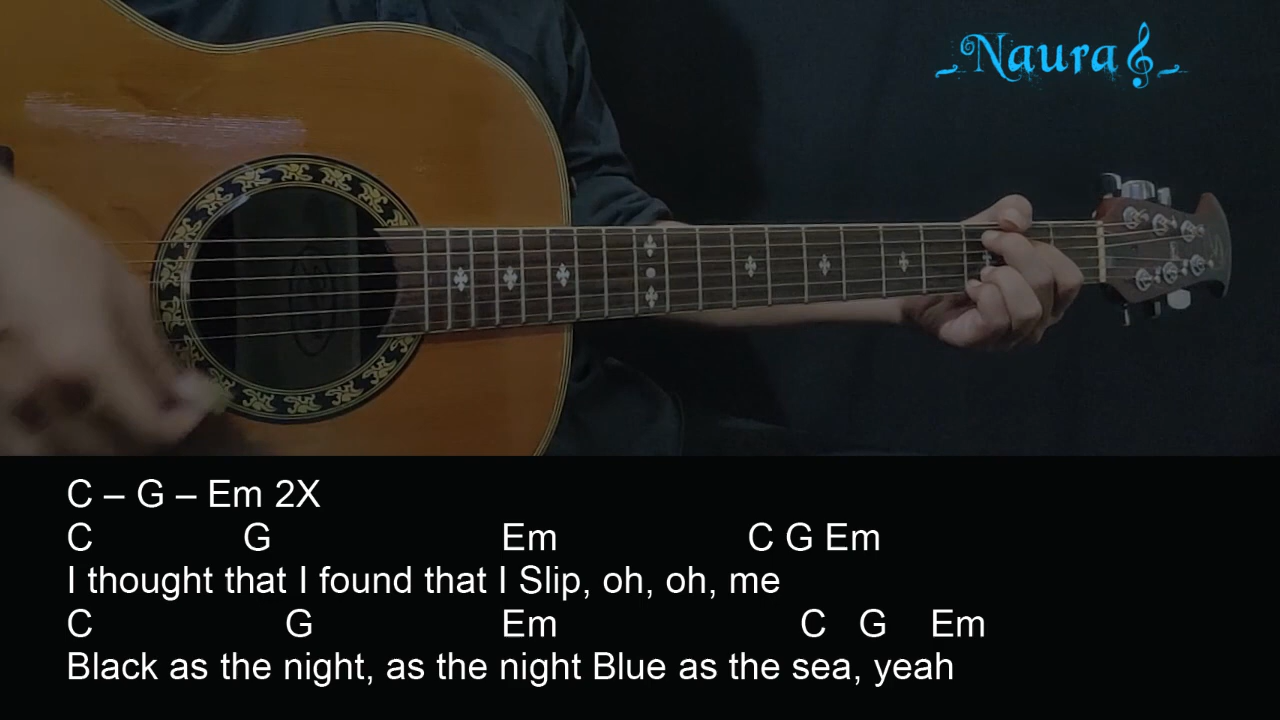 Naura
C – G – Em 2X
C G Em C G Em
I thought that I found that I Slip, oh, oh, me
C G Em C G Em
Black as the night, as the night Blue as the sea, yeah